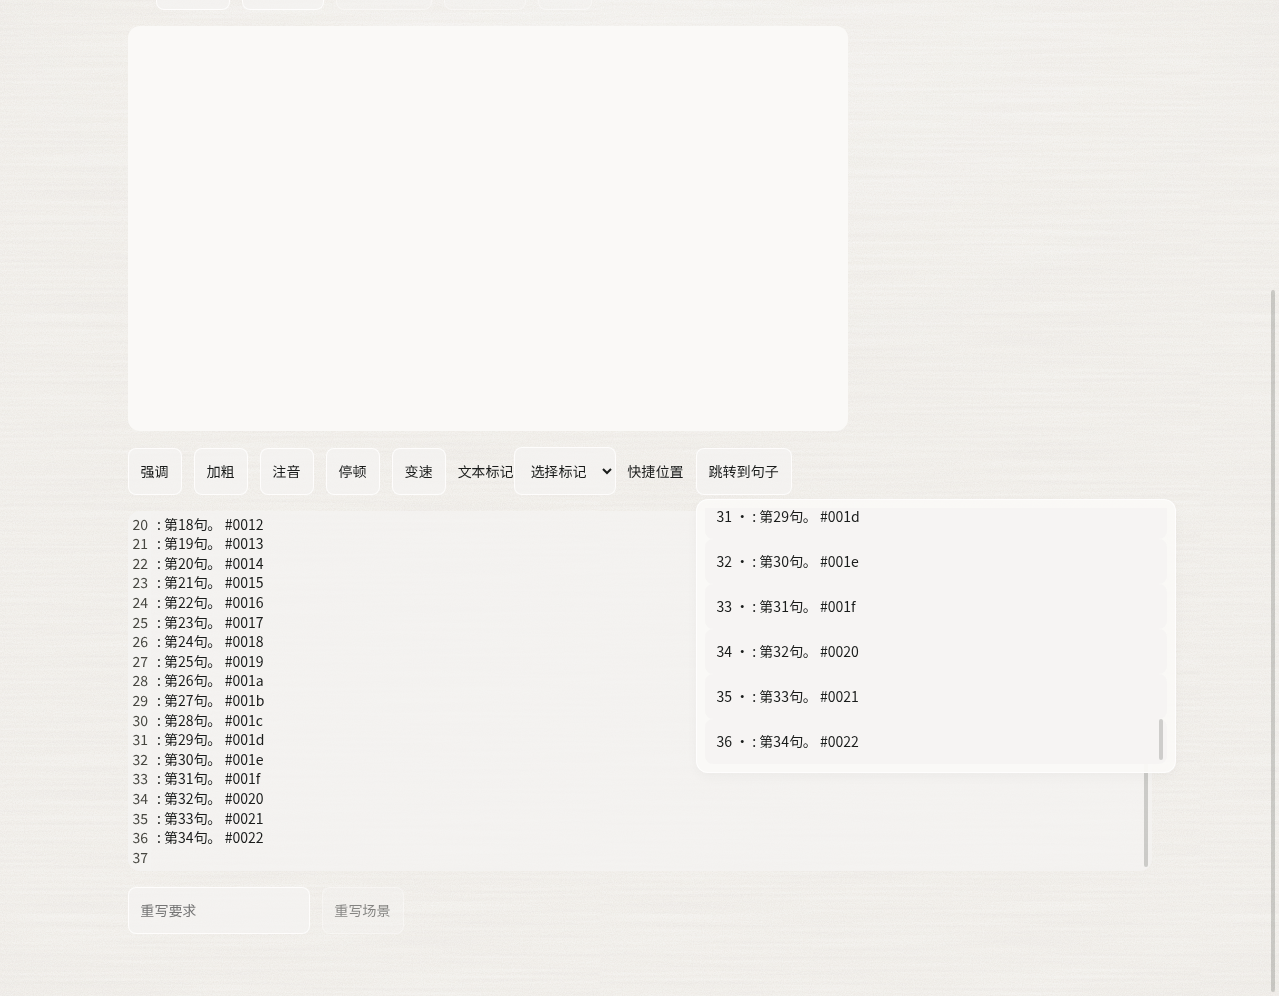 强调 加粗 注音 停顿 变速 文本标记 选择标记 快捷位置 跳转到句子
20 : 第18句。 #0012
21 : 第19句。 #0013
22 : 第20句。 #0014
23 : 第21句。 #0015
24 : 第22句。 #0016
25 : 第23句。 #0017
26 : 第24句。 #0018
27 : 第25句。 #0019
28 : 第26句。 #001a
29 : 第27句。 #001b
30 : 第28句。 #001c
31 : 第29句。 #001d
32 : 第30句。 #001e
33 : 第31句。 #001f
34 : 第32句。 #0020
35 : 第33句。 #0021
36 : 第34句。 #0022
37
31 · : 第29句。 #001d
32 · : 第30句。 #001e
33 · : 第31句。 #001f
34 · : 第32句。 #0020
35 · : 第33句。 #0021
36 · : 第34句。 #0022
重写要求 重写场景